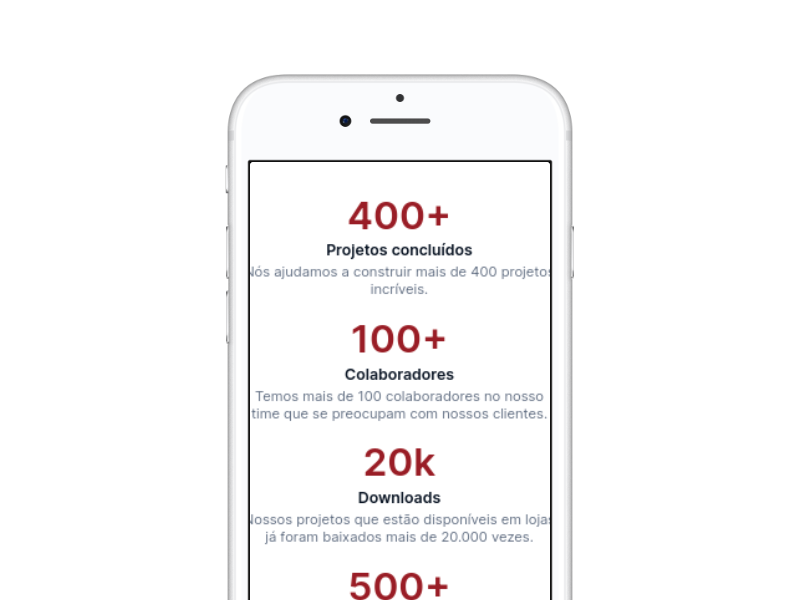 400+
Projetos concluídos
Nós ajudamos a construir mais de 400 projetos
incríveis.
100+
Colaboradores
Temos mais de 100 colaboradores no nosso
time que se preocupam com nossos clientes.
20k
Downloads
Nossos projetos que estão disponíveis em lojas
já foram baixados mais de 20.000 vezes.
500+